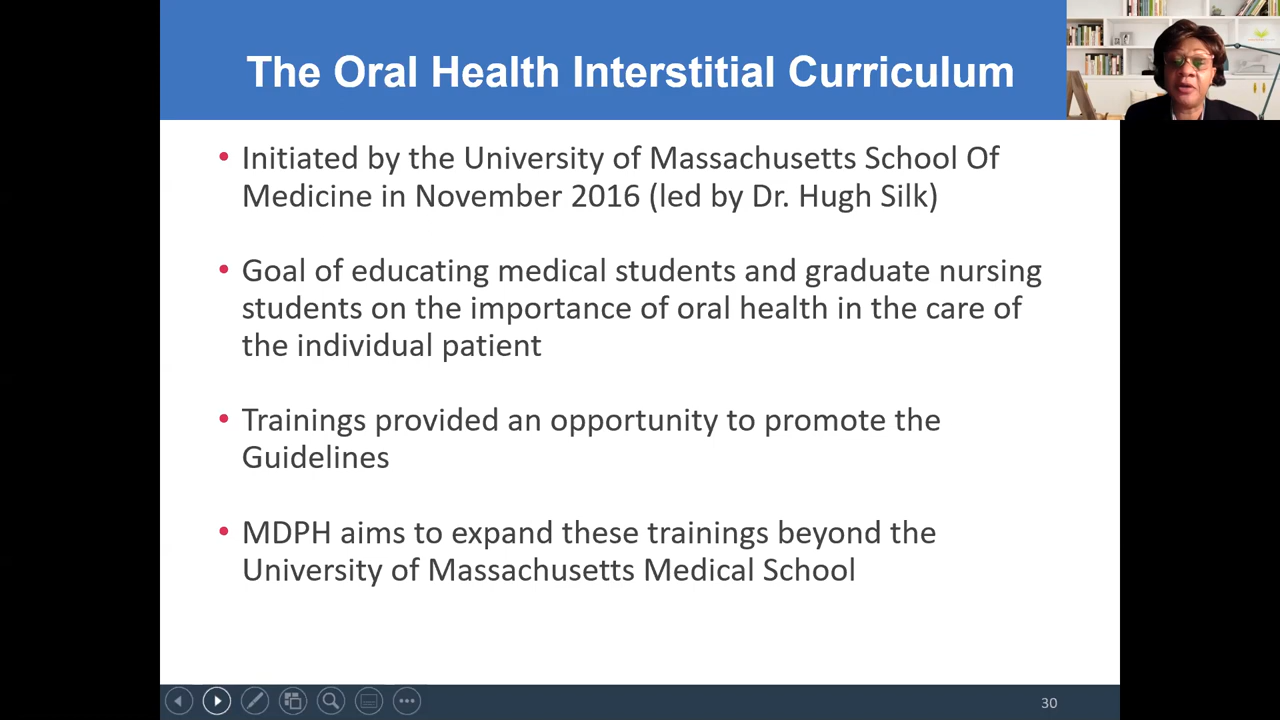 The Oral Health Interstitial Curriculum
• Initiated by the University of Massachusetts School Of
Medicine in November 2016 (led by Dr. Hugh Silk)
• Goal of educating medical students and graduate nursing
students on the importance of oral health in the care of
the individual patient
• Trainings provided an opportunity to promote the
Guidelines
• MDPH aims to expand these trainings beyond the
University of Massachusetts Medical School
30